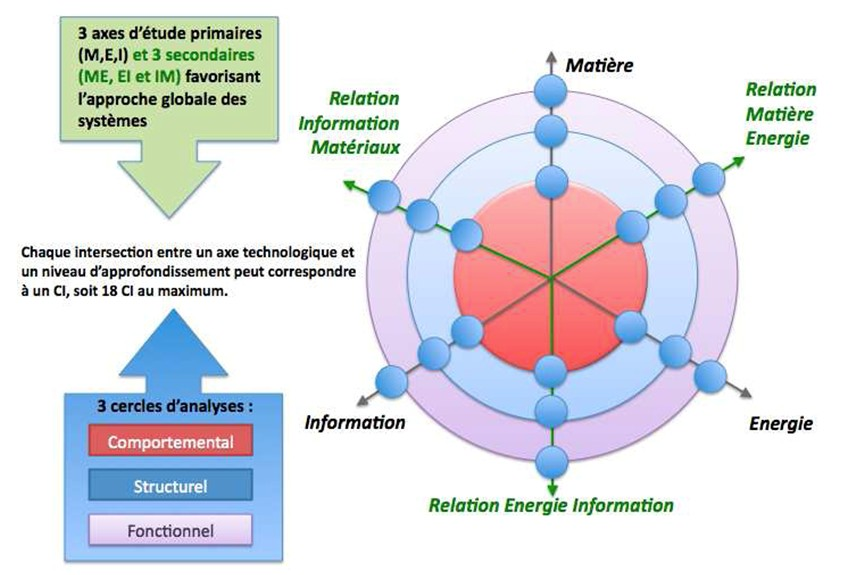 3 axes d'étude primaires
(M,E,I) et 3 secondaires
(ME, EI et IM) favorisant
l'approche globale des
systèmes
Chaque intersection entre un axe technologique et
un niveau d'approfondissement peut correspondre
à un CI, soit 18 CI au maximum.
3 cercles d'analyses :
Comportemental
Structurel
Fonctionnel
Matière
Relation
Matière
Energie
Relation
Information
Matériaux
Information
Energie
Relation Energie Information